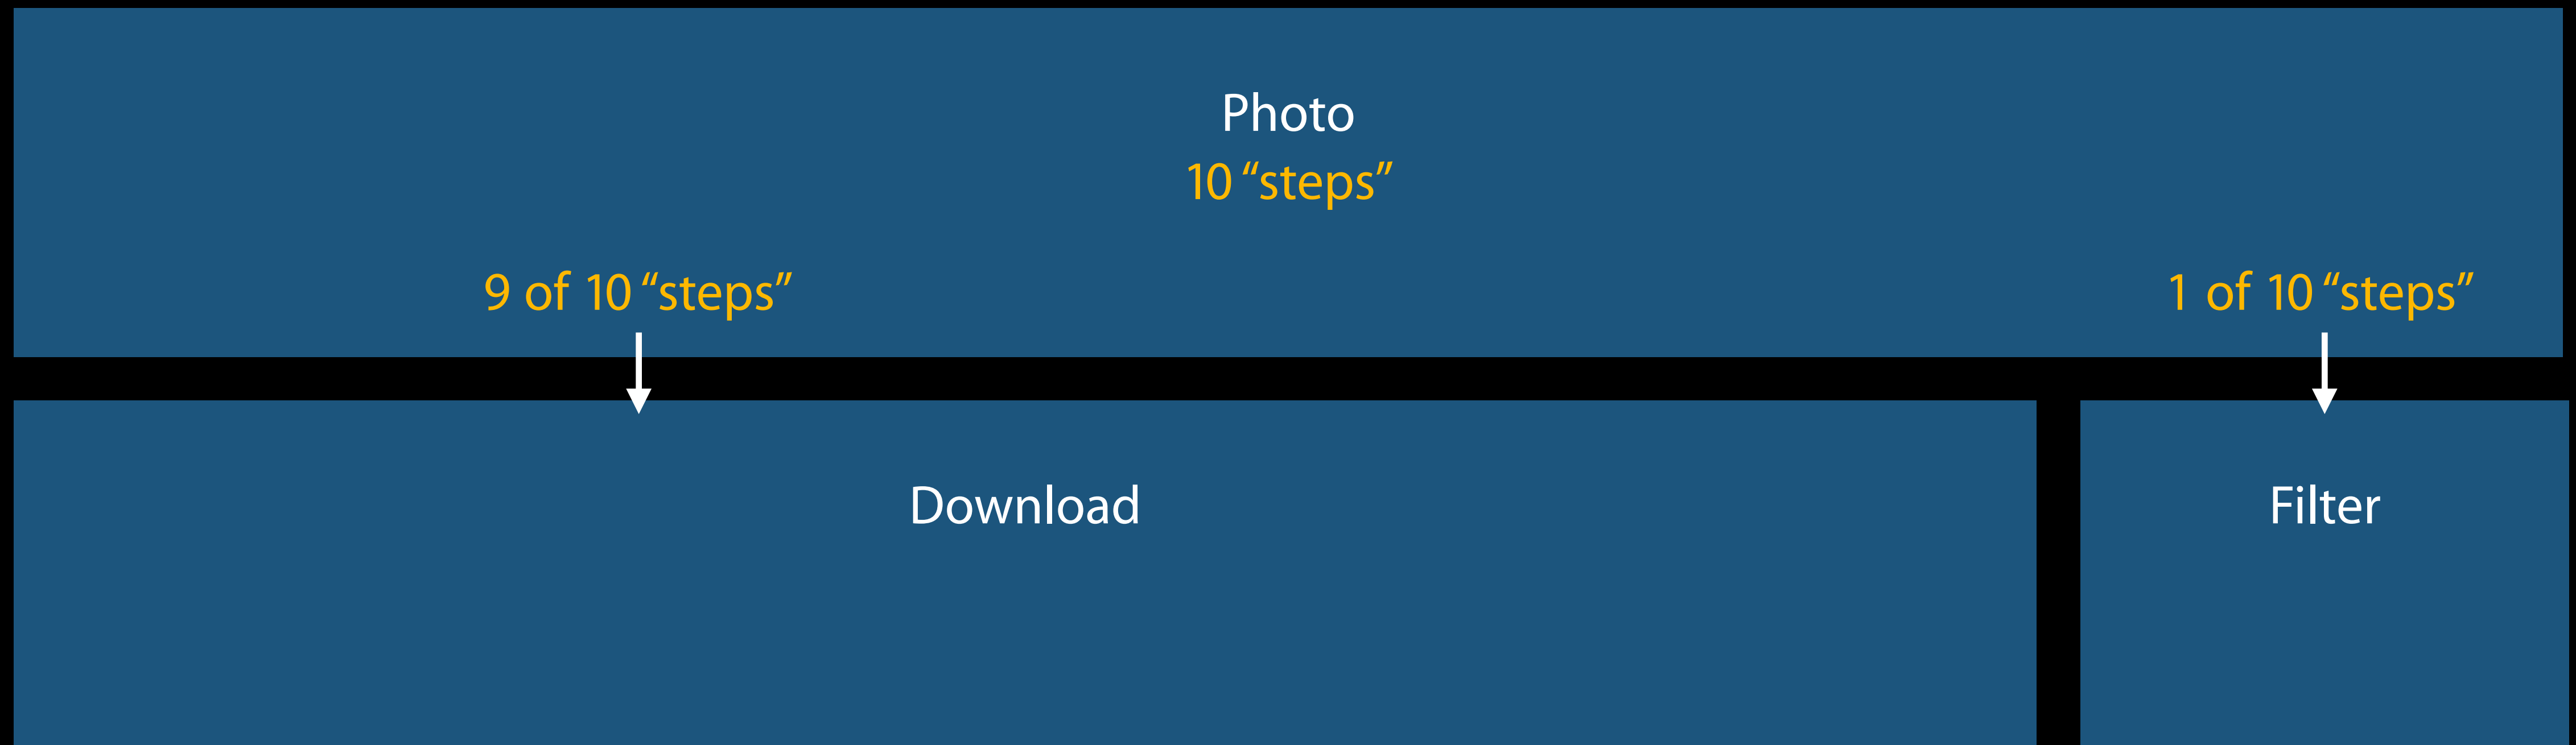 Photo
10 “steps”
9 of 10 “steps”
1 of 10 “steps”
Download
Filter